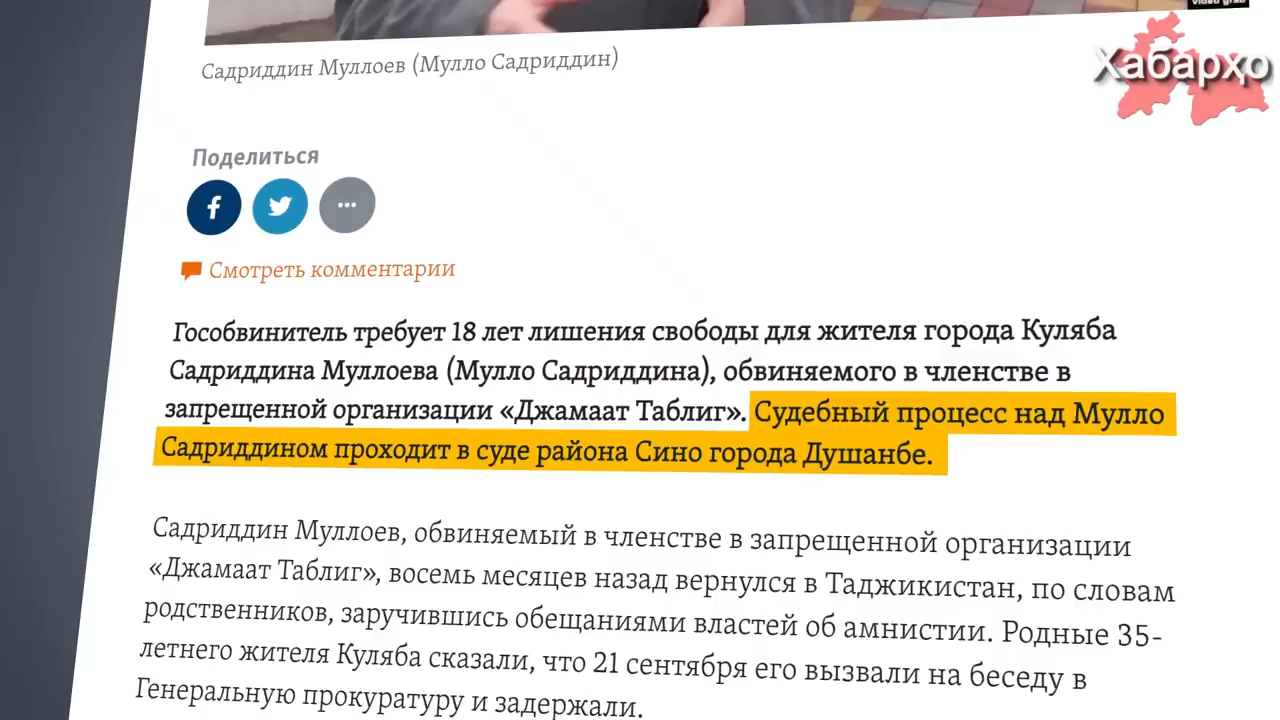 Video grab
Хабарҳо
Садриддин Муллоев (Мулло Садриддин)
Поделиться
Смотреть комментарии
Гособвинитель требует 18 лет лишения свободы для жителя города Куляба
Садриддина Муллоева (Мулло Садриддина), обвиняемого в членстве в
запрещенной организации «Джамаат Таблиг». Судебный процесс над Мулло
Садриддином проходит в суде района Сино города Душанбе.
Садриддин Муллоев, обвиняемый в членстве в запрещенной организации
«Джамаат Таблиг», восемь месяцев назад вернулся в Таджикистан, по словам
родственников, заручившись обещаниями властей об амнистии. Родные 35-
летнего жителя Куляба сказали, что 21 сентября его вызвали на беседу в
Генеральную прокуратуру и задержали.